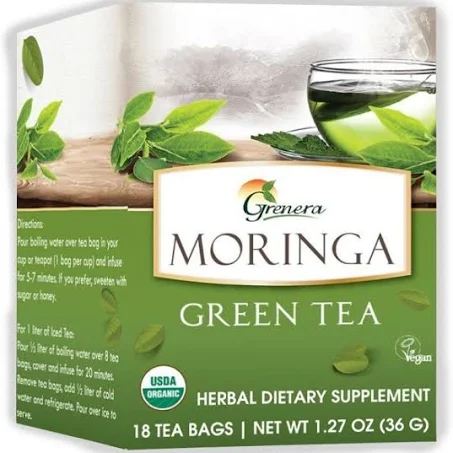 Directions:
Pour boiling water over tea bag in your
cup or teapot (1 bag per cup) and infuse
for 5-7 minutes. If you prefer, sweeten with
sugar or honey.
For 1 liter of Iced Tea:
Pour ½ liter of boiling water over 8 tea
bags, cover and infuse for 20 minutes.
Remove tea bags, add ½ liter of cold
water and refrigerate. Pour over ice to
serve.
Grenera
MORINGA
GREEN TEA
vegan
USDA
ORGANIC
HERBAL DIETARY SUPPLEMENT
18 TEA BAGS | NET WT 1.27 OZ (36 G)